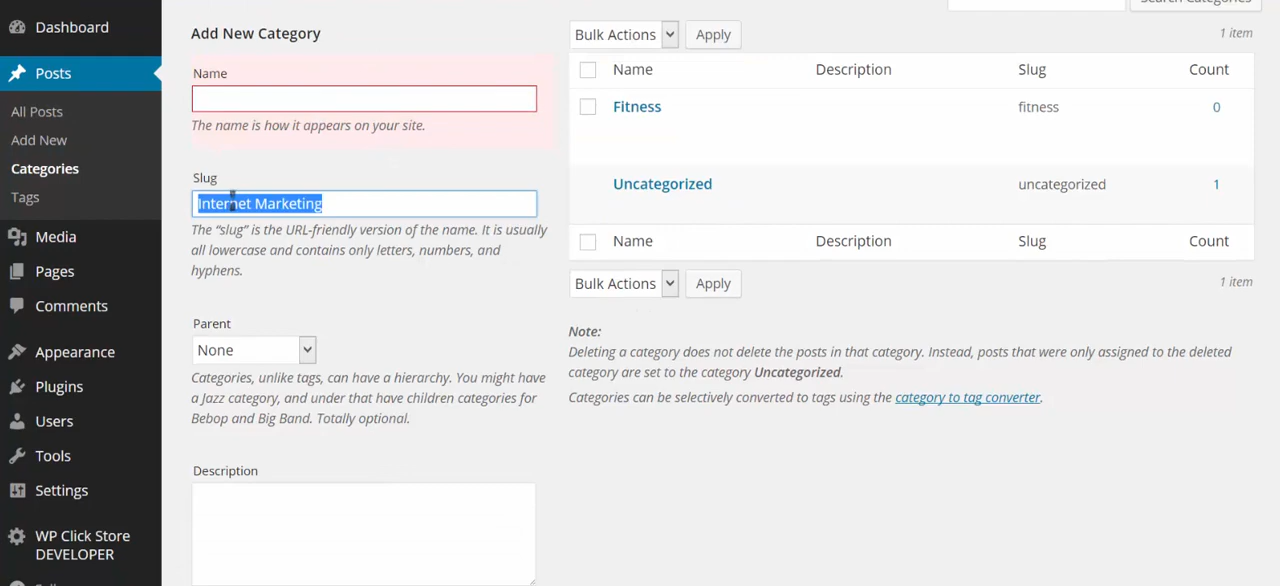 Search Categories
Dashboard
Posts
All Posts
Add New
Categories
Tags
Media
Pages
Comments
Appearance
Plugins
Users
Tools
Settings
WP Click Store
DEVELOPER
Add New Category
Name
The name is how it appears on your site.
Slug
Internet Marketing
The “slug” is the URL-friendly version of the name. It is usually
all lowercase and contains only letters, numbers, and
hyphens.
Parent
None
Categories, unlike tags, can have a hierarchy. You might have
a Jazz category, and under that have children categories for
Bebop and Big Band. Totally optional.
Description
Bulk Actions Apply 1 item
Name Description Slug Count
Fitness fitness 0
Uncategorized uncategorized 1
Name Description Slug Count
Bulk Actions Apply 1 item
Note:
Deleting a category does not delete the posts in that category. Instead, posts that were only assigned to the deleted
category are set to the category Uncategorized.
Categories can be selectively converted to tags using the category to tag converter.